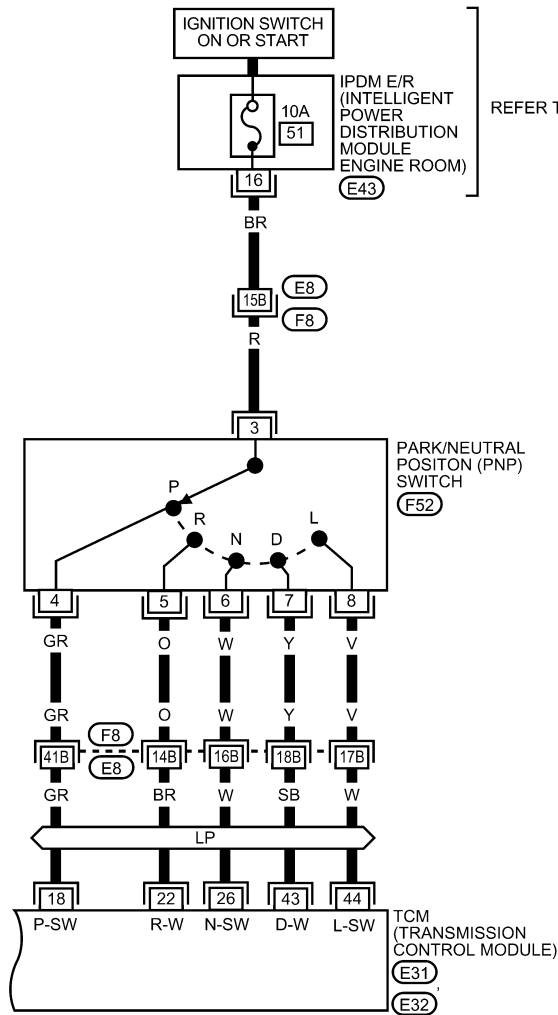 IGNITION SWITCH
ON OR START
IPDM E/R
(INTELLIGENT
POWER
DISTRIBUTION
MODULE
ENGINE ROOM)
REFER T
10A
51
16
E43
BR
15B
E8
F8
R
3
PARK/NEUTRAL
POSITON (PNP)
SWITCH
F52
P
R
N
D
L
4
5
6
7
8
GR
O
W
Y
V
GR
O
W
Y
V
F8
41B
14B
16B
18B
17B
E8
GR
BR
W
SB
W
LP
18
22
26
43
44
P-SW
R-W
N-SW
D-W
L-SW
TCM
(TRANSMISSION
CONTROL MODULE)
E31
,
E32